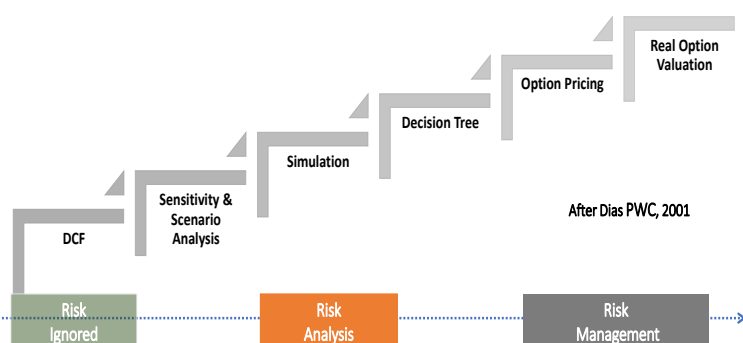 DCF
Sensitivity &
Scenario
Analysis
Simulation
Decision Tree
Option Pricing
Real Option
Valuation
After Dias PWC, 2001
Risk
Ignored
Risk
Analysis
Risk
Management